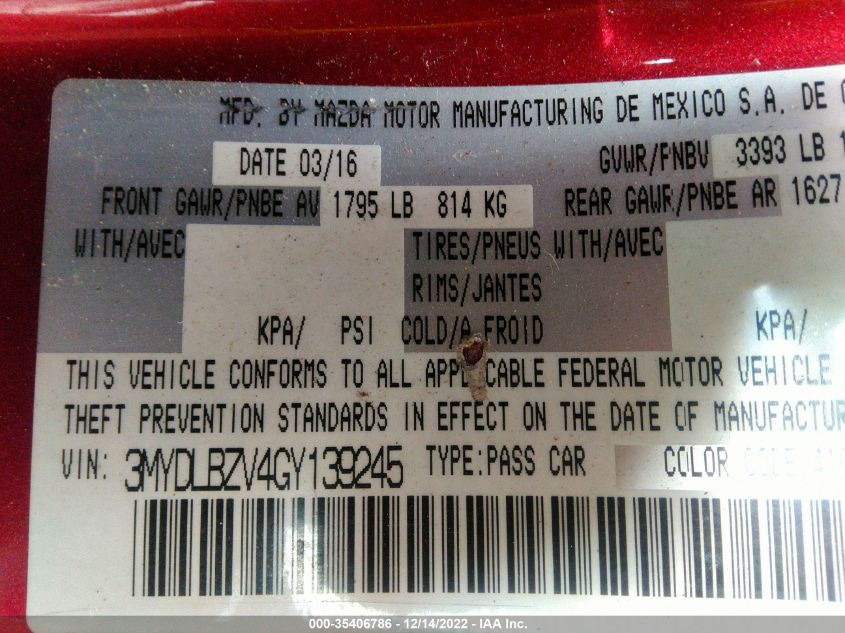 MFD. BY MAZDA MOTOR MANUFACTURING DE MEXICO S.A. DE
DATE 03/16 GVWR/PNBV 3393 LB
FRONT GAWR/PNBE AV 1795 LB 814 KG REAR GAWR/PNBE AR 1627
WITH/AVEC TIRES/PNEUS WITH/AVEC
RIMS/JANTES
KPA/ PSI COLD/A FROID KPA/
THIS VEHICLE CONFORMS TO ALL APPLICABLE FEDERAL MOTOR VEHICLE
THEFT PREVENTION STANDARDS IN EFFECT ON THE DATE OF MANUFACTUR
VIN: 3MYDLBZV4GY139245 TYPE:PASS CAR COLOR CODE
000-35406786 - 12/14/2022 - IAA Inc.